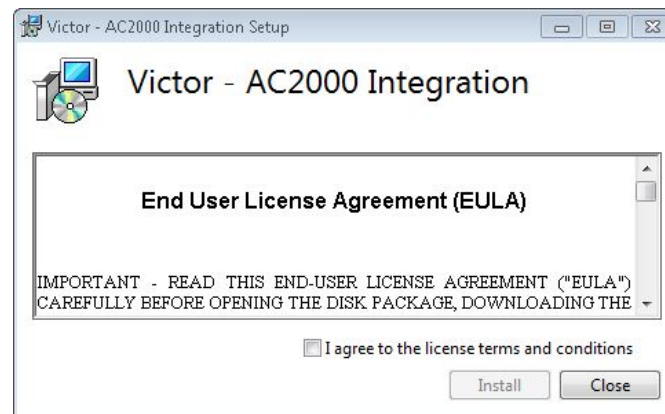 Victor - AC2000 Integration Setup
Victor - AC2000 Integration
End User License Agreement (EULA)
IMPORTANT - READ THIS END-USER LICENSE AGREEMENT ("EULA")
CAREFULLY BEFORE OPENING THE DISK PACKAGE, DOWNLOADING THE
I agree to the license terms and conditions
Install
Close